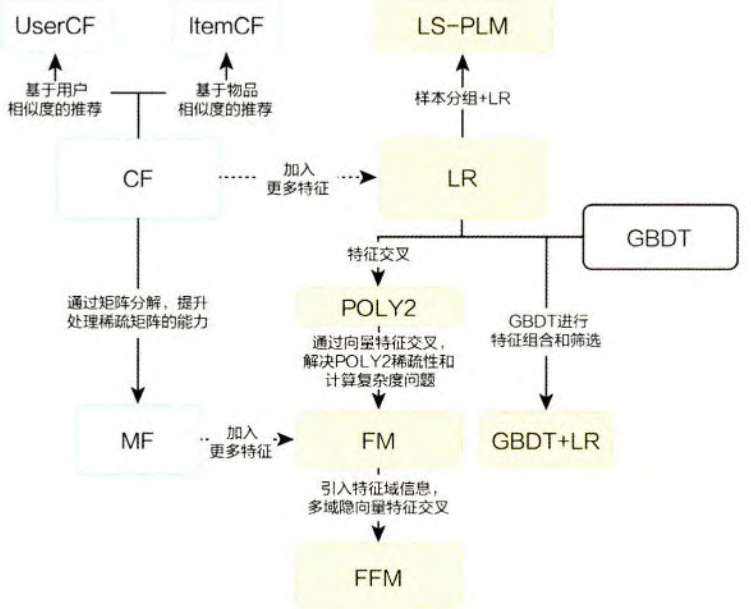 UserCF
ItemCF
LS-PLM
基于用户
相似度的推荐
基于物品
相似度的推荐
样本分组+LR
CF
加入
更多特征
LR
GBDT
特征交叉
通过矩阵分解，提升
处理稀疏矩阵的能力
POLY2
GBDT进行
特征组合和筛选
通过向量特征交叉，
解决POLY2稀疏性和
计算复杂度问题
MF
加入
更多特征
FM
GBDT+LR
引入特征域信息，
多域隐向量特征交叉
FFM